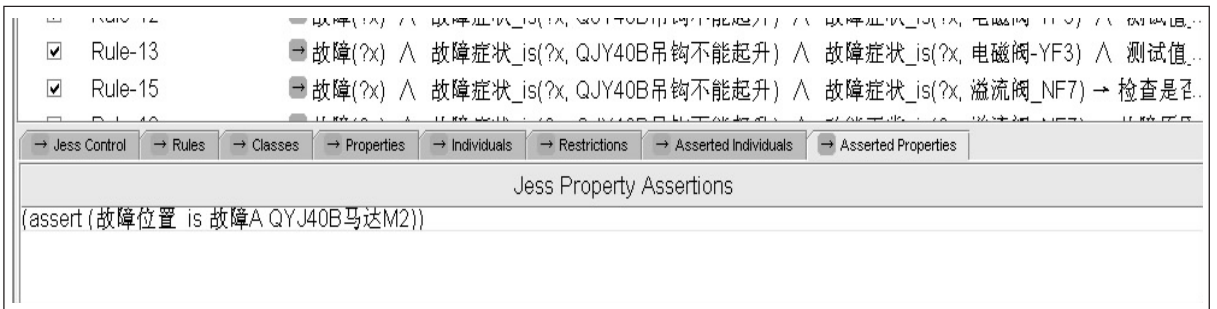 Rule-13 → 故障(?x) ∧ 故障症状_is(?x, QJY40B吊钩不能起升) ∧ 故障症状_is(?x, 电磁阀-YF3) ∧ 测试值_...
Rule-15 → 故障(?x) ∧ 故障症状_is(?x, QJY40B吊钩不能起升) ∧ 故障症状_is(?x, 溢流阀_NF7) → 检查是否...
→ Jess Control → Rules → Classes → Properties → Individuals → Restrictions → Asserted Individuals → Asserted Properties
Jess Property Assertions
(assert (故障位置_is 故障A QYJ40B马达M2))